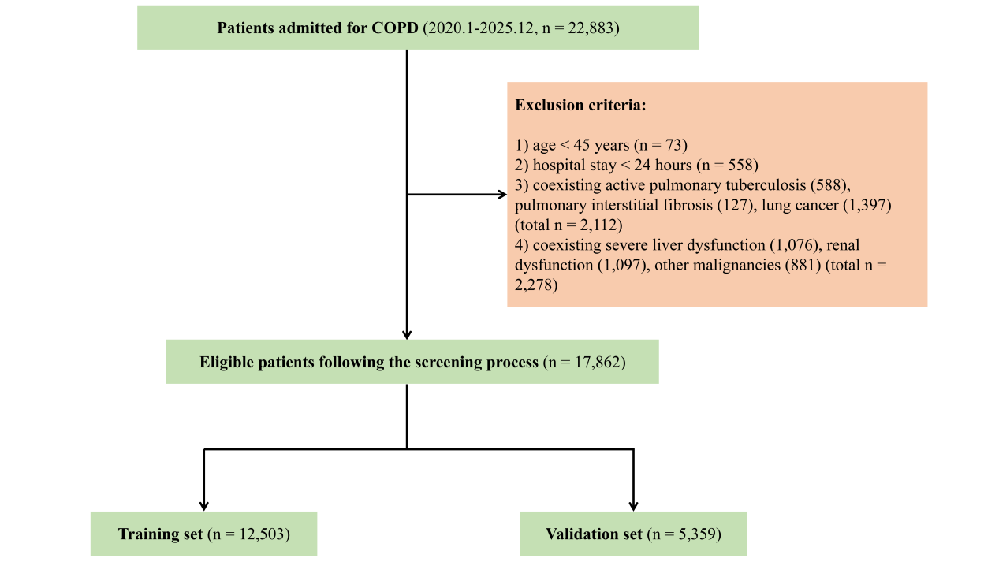 Patients admitted for COPD (2020.1-2025.12, n = 22,883)
Exclusion criteria:
1) age < 45 years (n = 73)
2) hospital stay < 24 hours (n = 558)
3) coexisting active pulmonary tuberculosis (588),
pulmonary interstitial fibrosis (127), lung cancer (1,397)
(total n = 2,112)
4) coexisting severe liver dysfunction (1,076), renal
dysfunction (1,097), other malignancies (881) (total n =
2,278)
Eligible patients following the screening process (n = 17,862)
Training set (n = 12,503)
Validation set (n = 5,359)